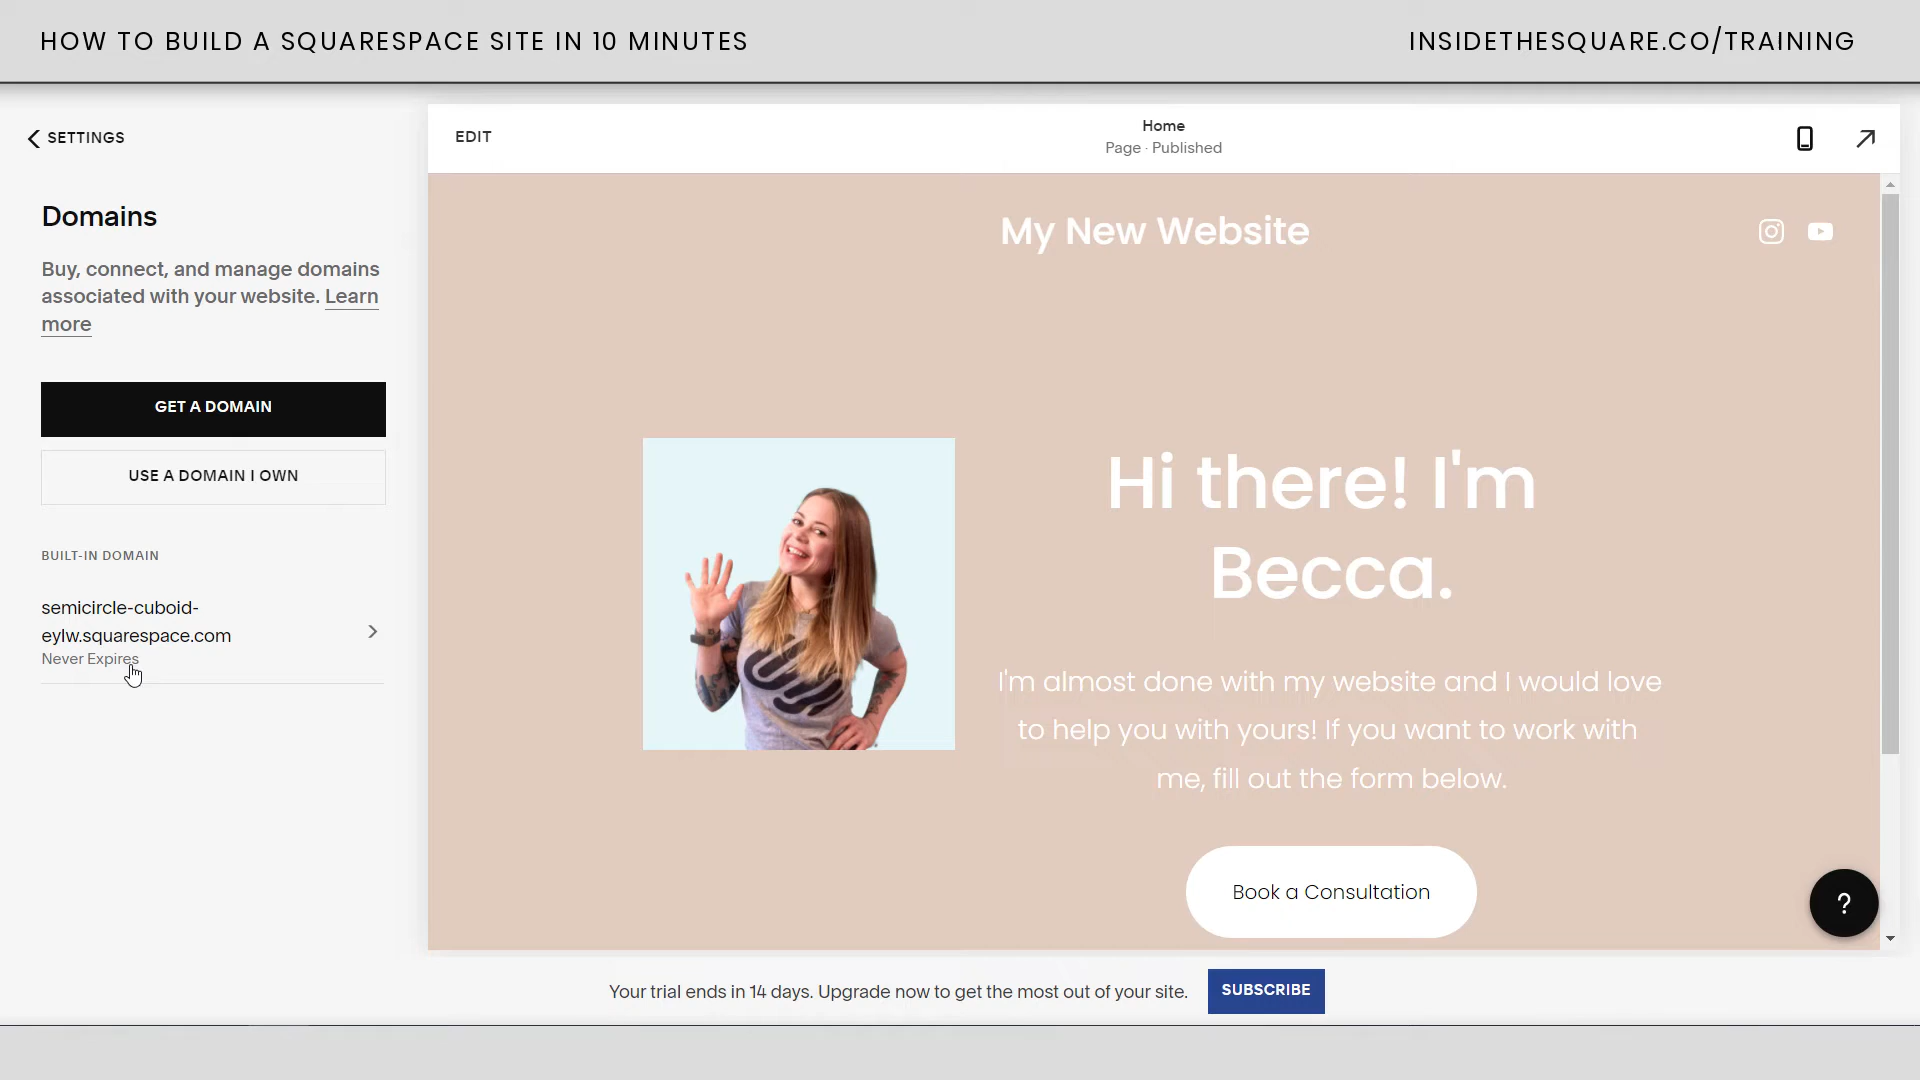 HOW TO BUILD A SQUARESPACE SITE IN 10 MINUTES
INSIDETHESQUARE.CO/TRAINING
SETTINGS
Domains
Buy, connect, and manage domains
associated with your website. Learn
more
GET A DOMAIN
USE A DOMAIN I OWN
BUILT-IN DOMAIN
semicircle-cuboid-
eylw.squarespace.com
Never Expires
EDIT
Home
Page · Published
My New Website
Hi there! I'm
Becca.
I'm almost done with my website and I would love
to help you with yours! If you want to work with
me, fill out the form below.
Book a Consultation
?
Your trial ends in 14 days. Upgrade now to get the most out of your site.
SUBSCRIBE